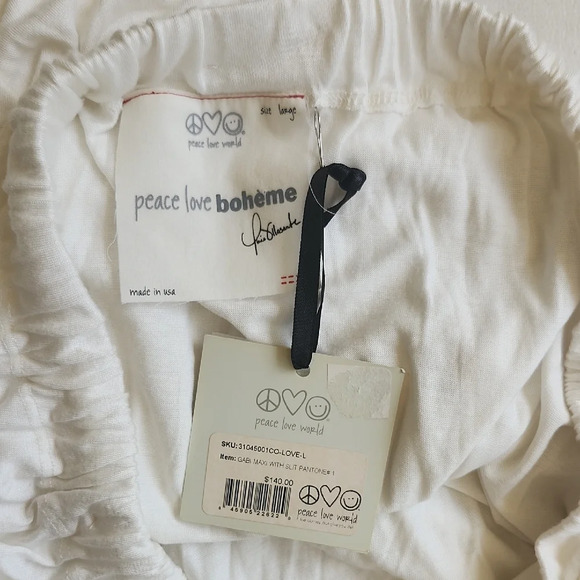 size large
peace love world
peace love bohème
made in usa
peace love world
SKU:31045001CO-LOVE-L
Item: GABI MAXI WITH SLIT PANTONE# 1
$140.00
peace love world